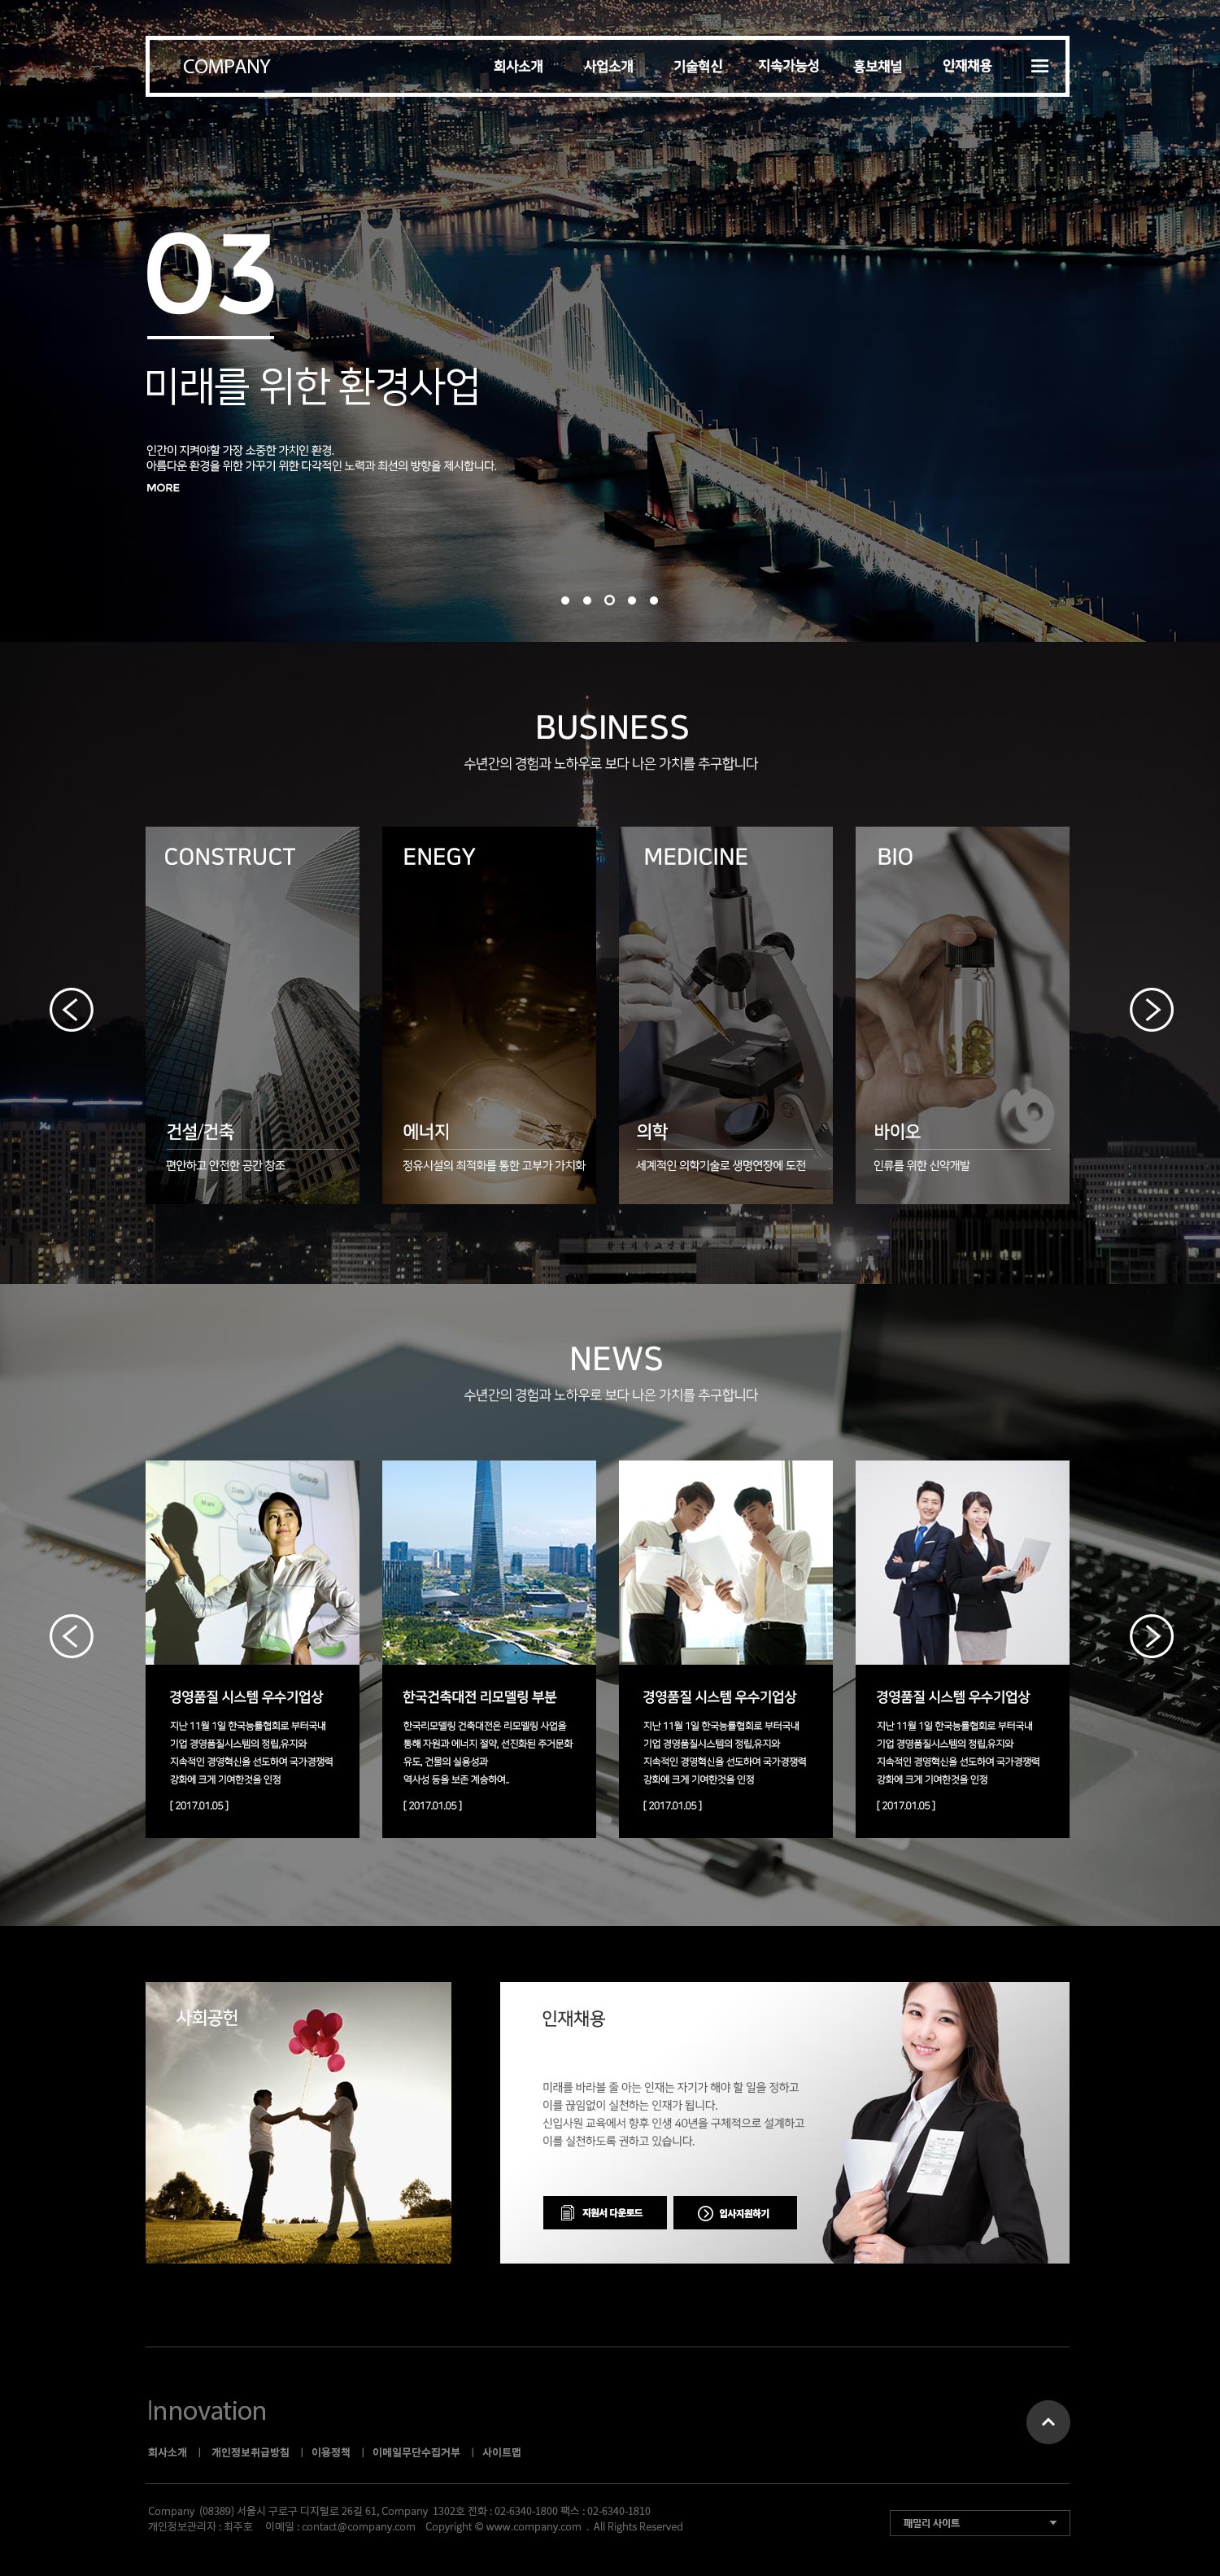 COMPANY
회사소개 사업소개 기술혁신 지속가능성 홍보채널 인재채용
03
미래를 위한 환경사업
인간이 지켜야할 가장 소중한 가치인 환경.
아름다운 환경을 위한 가꾸기 위한 다각적인 노력과 최선의 방향을 제시합니다.
MORE
BUSINESS
수년간의 경험과 노하우로 보다 나은 가치를 추구합니다
CONSTRUCT
건설/건축
편안하고 안전한 공간 창조
ENEGY
에너지
정유시설의 최적화를 통한 고부가 가치화
MEDICINE
의학
세계적인 의학기술로 생명연장에 도전
BIO
바이오
인류를 위한 신약개발
NEWS
수년간의 경험과 노하우로 보다 나은 가치를 추구합니다
Group
Date
Mark
경영품질 시스템 우수기업상
지난 11월 1일 한국능률협회로 부터국내
기업 경영품질시스템의 정립,유지와
지속적인 경영혁신을 선도하여 국가경쟁력
강화에 크게 기여한것을 인정
[ 2017.01.05 ]
한국건축대전 리모델링 부분
한국리모델링 건축대전은 리모델링 사업을
통해 자원과 에너지 절약, 선진화된 주거문화
유도, 건물의 실용성과
역사성 등을 보존 계승하여..
[ 2017.01.05 ]
경영품질 시스템 우수기업상
지난 11월 1일 한국능률협회로 부터국내
기업 경영품질시스템의 정립,유지와
지속적인 경영혁신을 선도하여 국가경쟁력
강화에 크게 기여한것을 인정
[ 2017.01.05 ]
경영품질 시스템 우수기업상
지난 11월 1일 한국능률협회로 부터국내
기업 경영품질시스템의 정립,유지와
지속적인 경영혁신을 선도하여 국가경쟁력
강화에 크게 기여한것을 인정
[ 2017.01.05 ]
command
사회공헌
인재채용
미래를 바라볼 줄 아는 인재는 자기가 해야 할 일을 정하고
이를 끊임없이 실천하는 인재가 됩니다.
신입사원 교육에서 향후 인생 40년을 구체적으로 설계하고
이를 실천하도록 권하고 있습니다.
지원서 다운로드
입사지원하기
Innovation
회사소개 | 개인정보취급방침 | 이용정책 | 이메일무단수집거부 | 사이트맵
Company (08389) 서울시 구로구 디지털로 26길 61, Company 1302호 전화 : 02-6340-1800 팩스 : 02-6340-1810
개인정보관리자 : 최주호 이메일 : contact@company.com Copyright © www.company.com . All Rights Reserved
패밀리 사이트